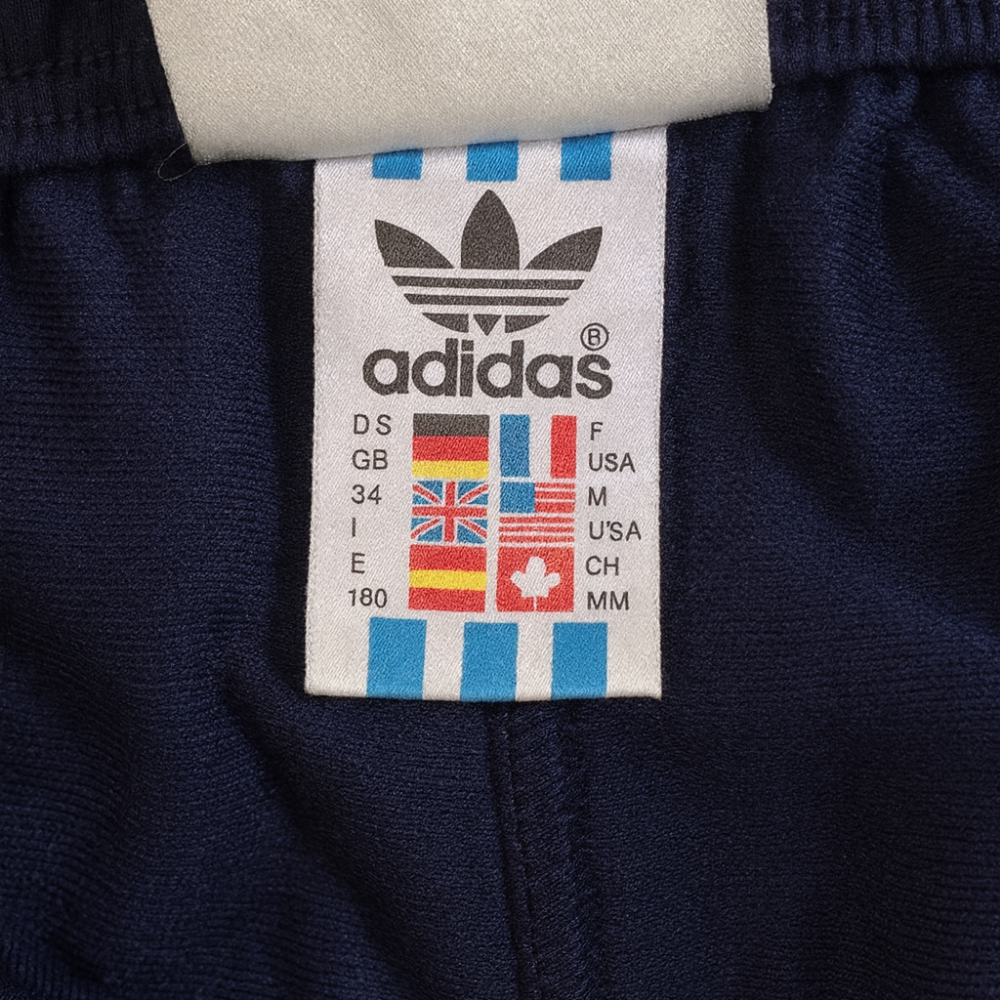 ®
adidas
DS F
GB USA
34 M
I U'SA
E CH
180 MM